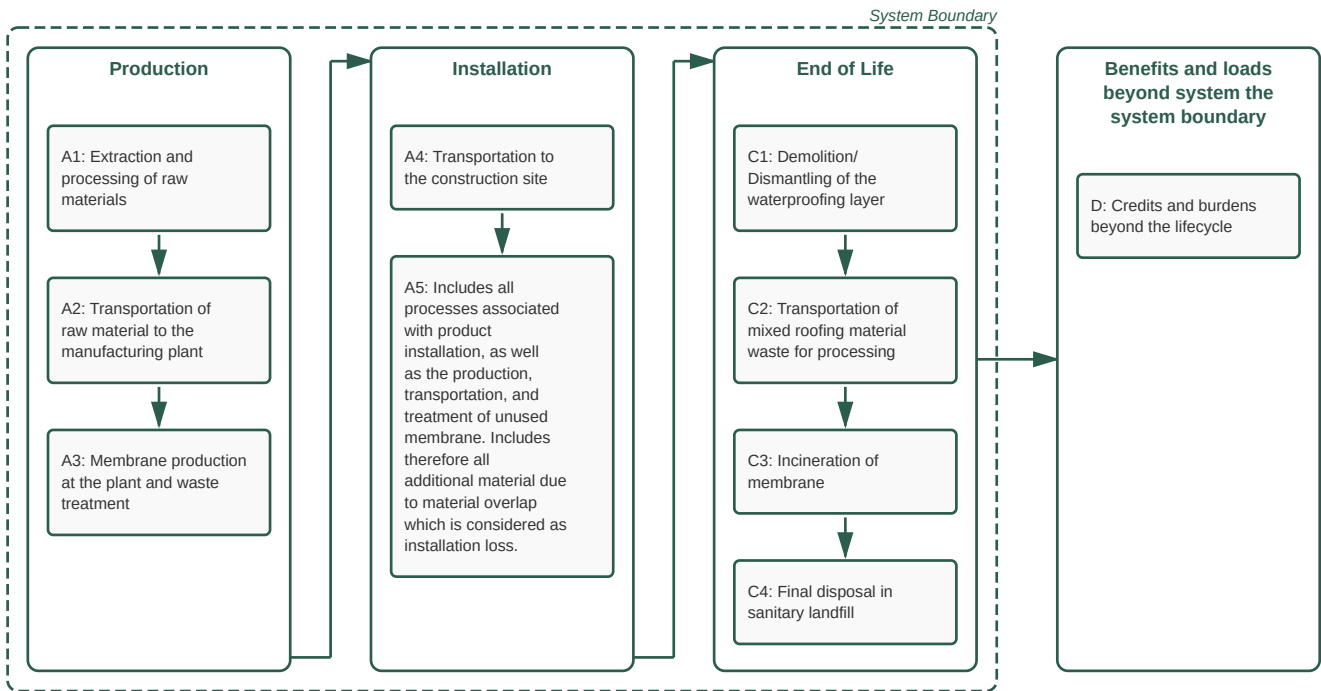 System Boundary
Production
A1: Extraction and
processing of raw
materials
A2: Transportation of
raw material to the
manufacturing plant
A3: Membrane production
at the plant and waste
treatment
Installation
A4: Transportation to
the construction site
A5: Includes all
processes associated
with product
installation, as well
as the production,
transportation, and
treatment of unused
membrane. Includes
therefore all
additional material due
to material overlap
which is considered as
installation loss.
End of Life
C1: Demolition/
Dismantling of the
waterproofing layer
C2: Transportation of
mixed roofing material
waste for processing
C3: Incineration of
membrane
C4: Final disposal in
sanitary landfill
Benefits and loads
beyond system the
system boundary
D: Credits and burdens
beyond the lifecycle